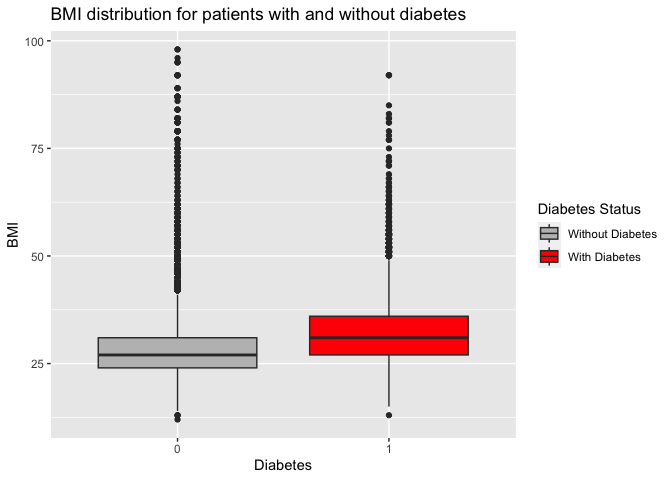 BMI distribution for patients with and without diabetes
100
75
50
25
BMI
0
1
Diabetes
Diabetes Status
Without Diabetes
With Diabetes